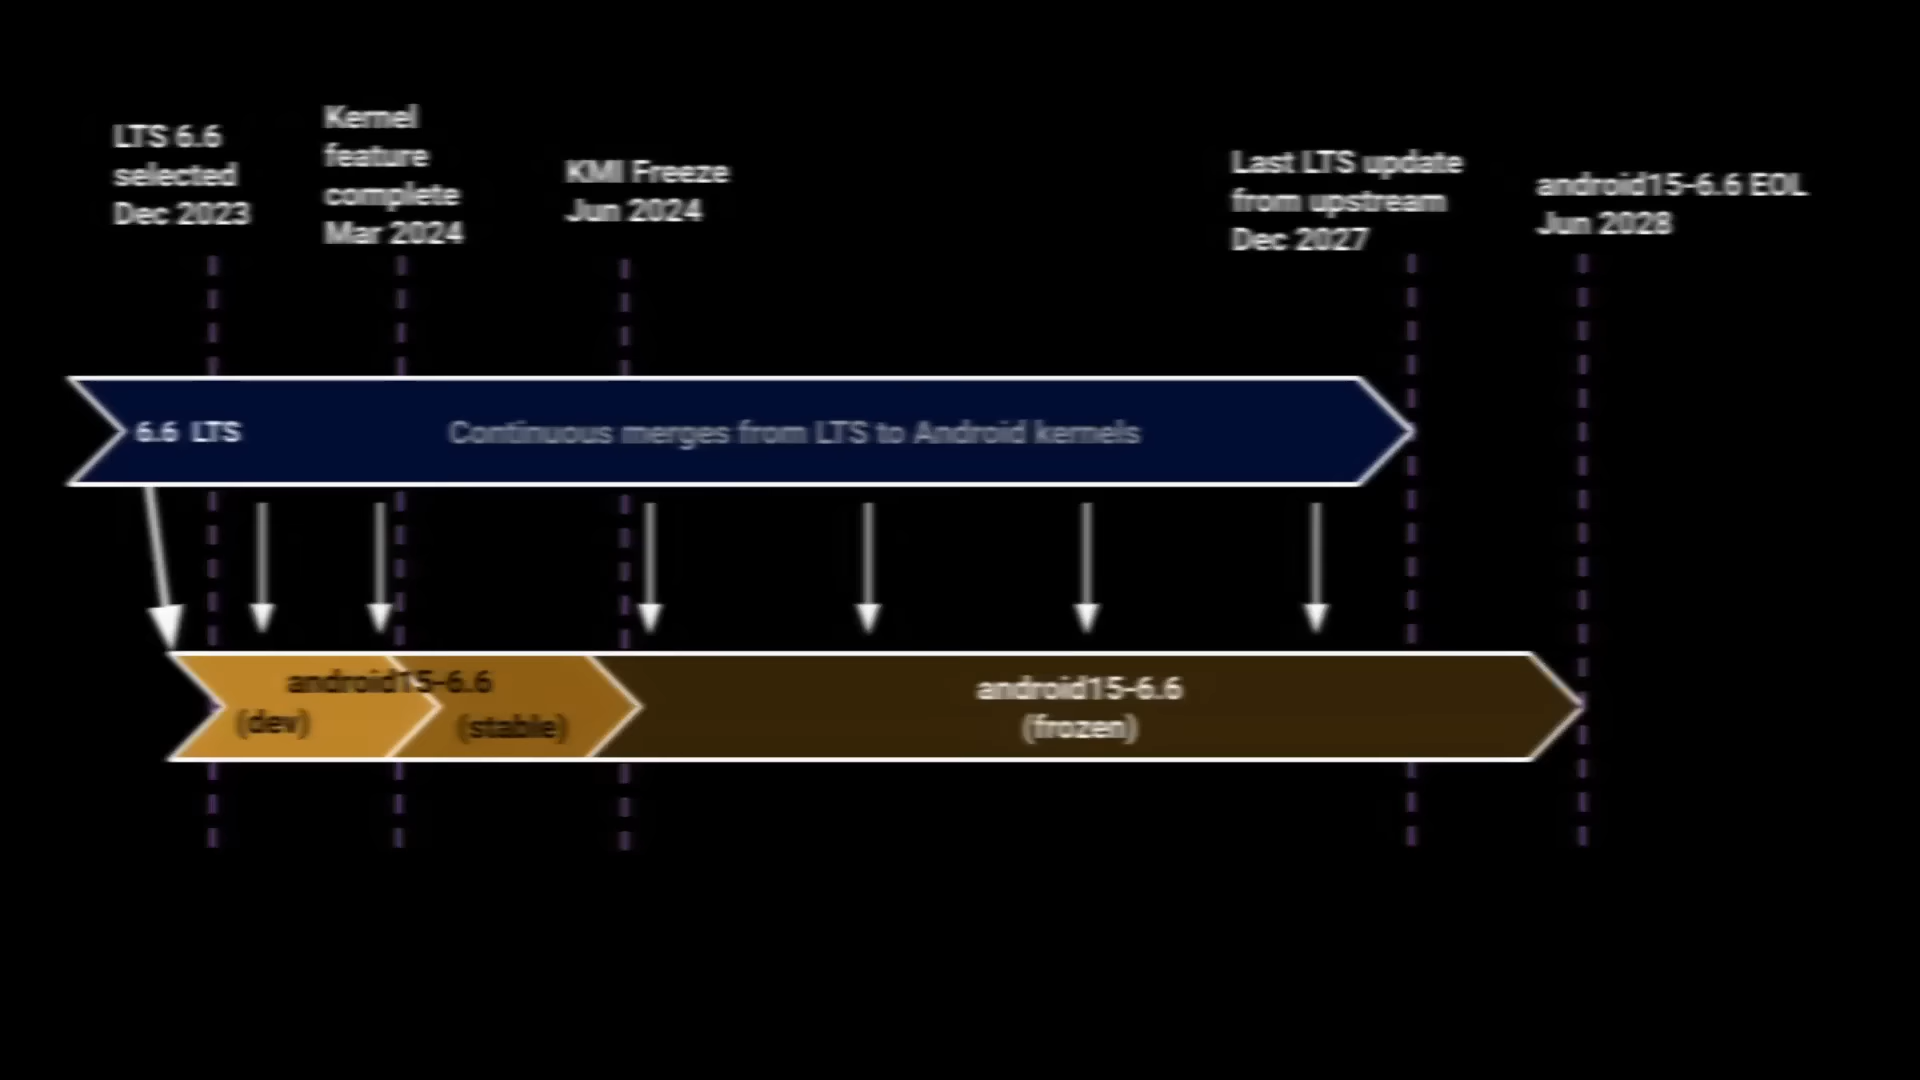 LTS 6.6
selected
Dec 2023
Kernel
feature
complete
Mar 2024
KMI Freeze
Jun 2024
Last LTS update
from upstream
Dec 2027
android15-6.6 EOL
Jun 2028
6.6 LTS
Continuous merges from LTS to Android kernels
android15-6.6
(dev)
(stable)
android15-6.6
(frozen)